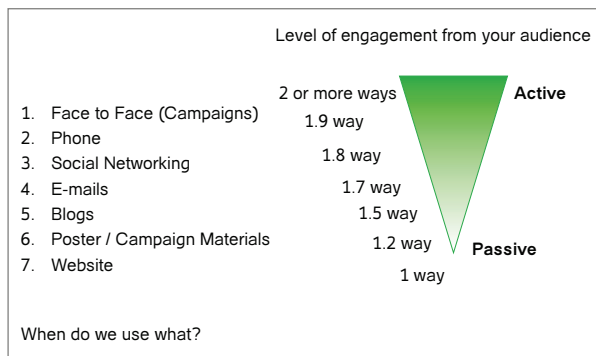 Level of engagement from your audience
2 or more ways
Active
1. Face to Face (Campaigns)
1.9 way
2. Phone
1.8 way
3. Social Networking
1.7 way
4. E-mails
1.5 way
5. Blogs
1.2 way
6. Poster / Campaign Materials
Passive
7. Website
1 way
When do we use what?